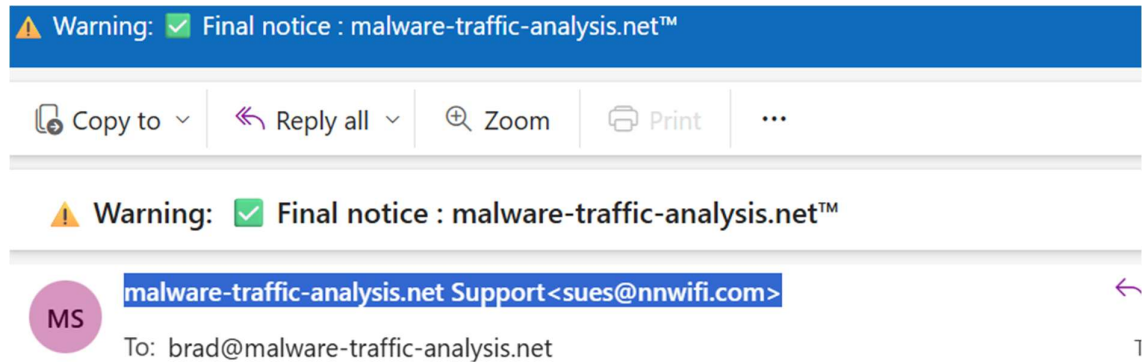 ⚠️ Warning: ✅ Final notice : malware-traffic-analysis.net™
Copy to Reply all Zoom Print ...
⚠️ Warning: ✅ Final notice : malware-traffic-analysis.net™
malware-traffic-analysis.net Support<sues@nnwifi.com>
MS
To: brad@malware-traffic-analysis.net